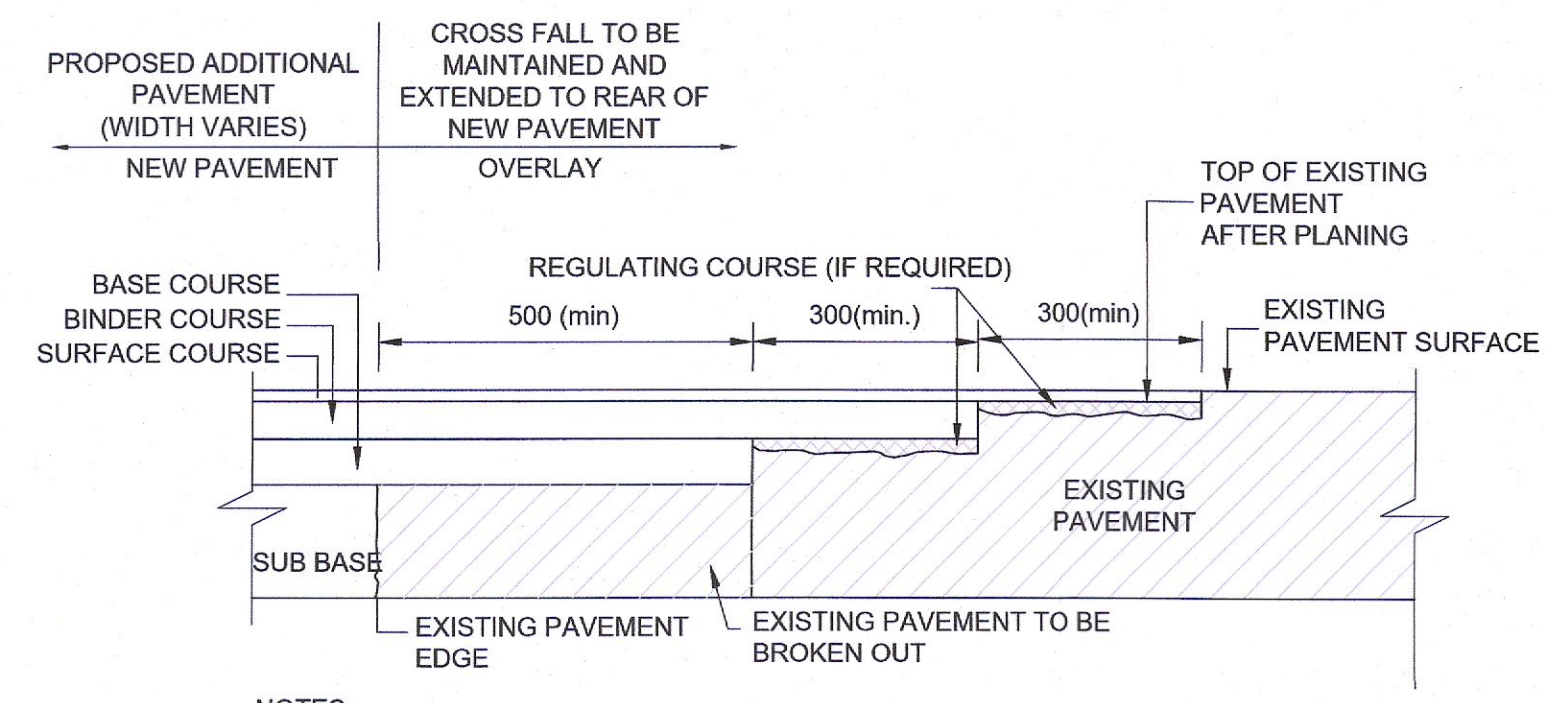 PROPOSED ADDITIONAL
PAVEMENT
(WIDTH VARIES)
NEW PAVEMENT
CROSS FALL TO BE
MAINTAINED AND
EXTENDED TO REAR OF
NEW PAVEMENT
OVERLAY
TOP OF EXISTING
PAVEMENT
AFTER PLANING
REGULATING COURSE (IF REQUIRED)
BASE COURSE
BINDER COURSE
SURFACE COURSE
500 (min)
300(min.)
300(min)
EXISTING
PAVEMENT SURFACE
EXISTING
PAVEMENT
SUB BASE
EXISTING PAVEMENT
EDGE
EXISTING PAVEMENT TO BE
BROKEN OUT